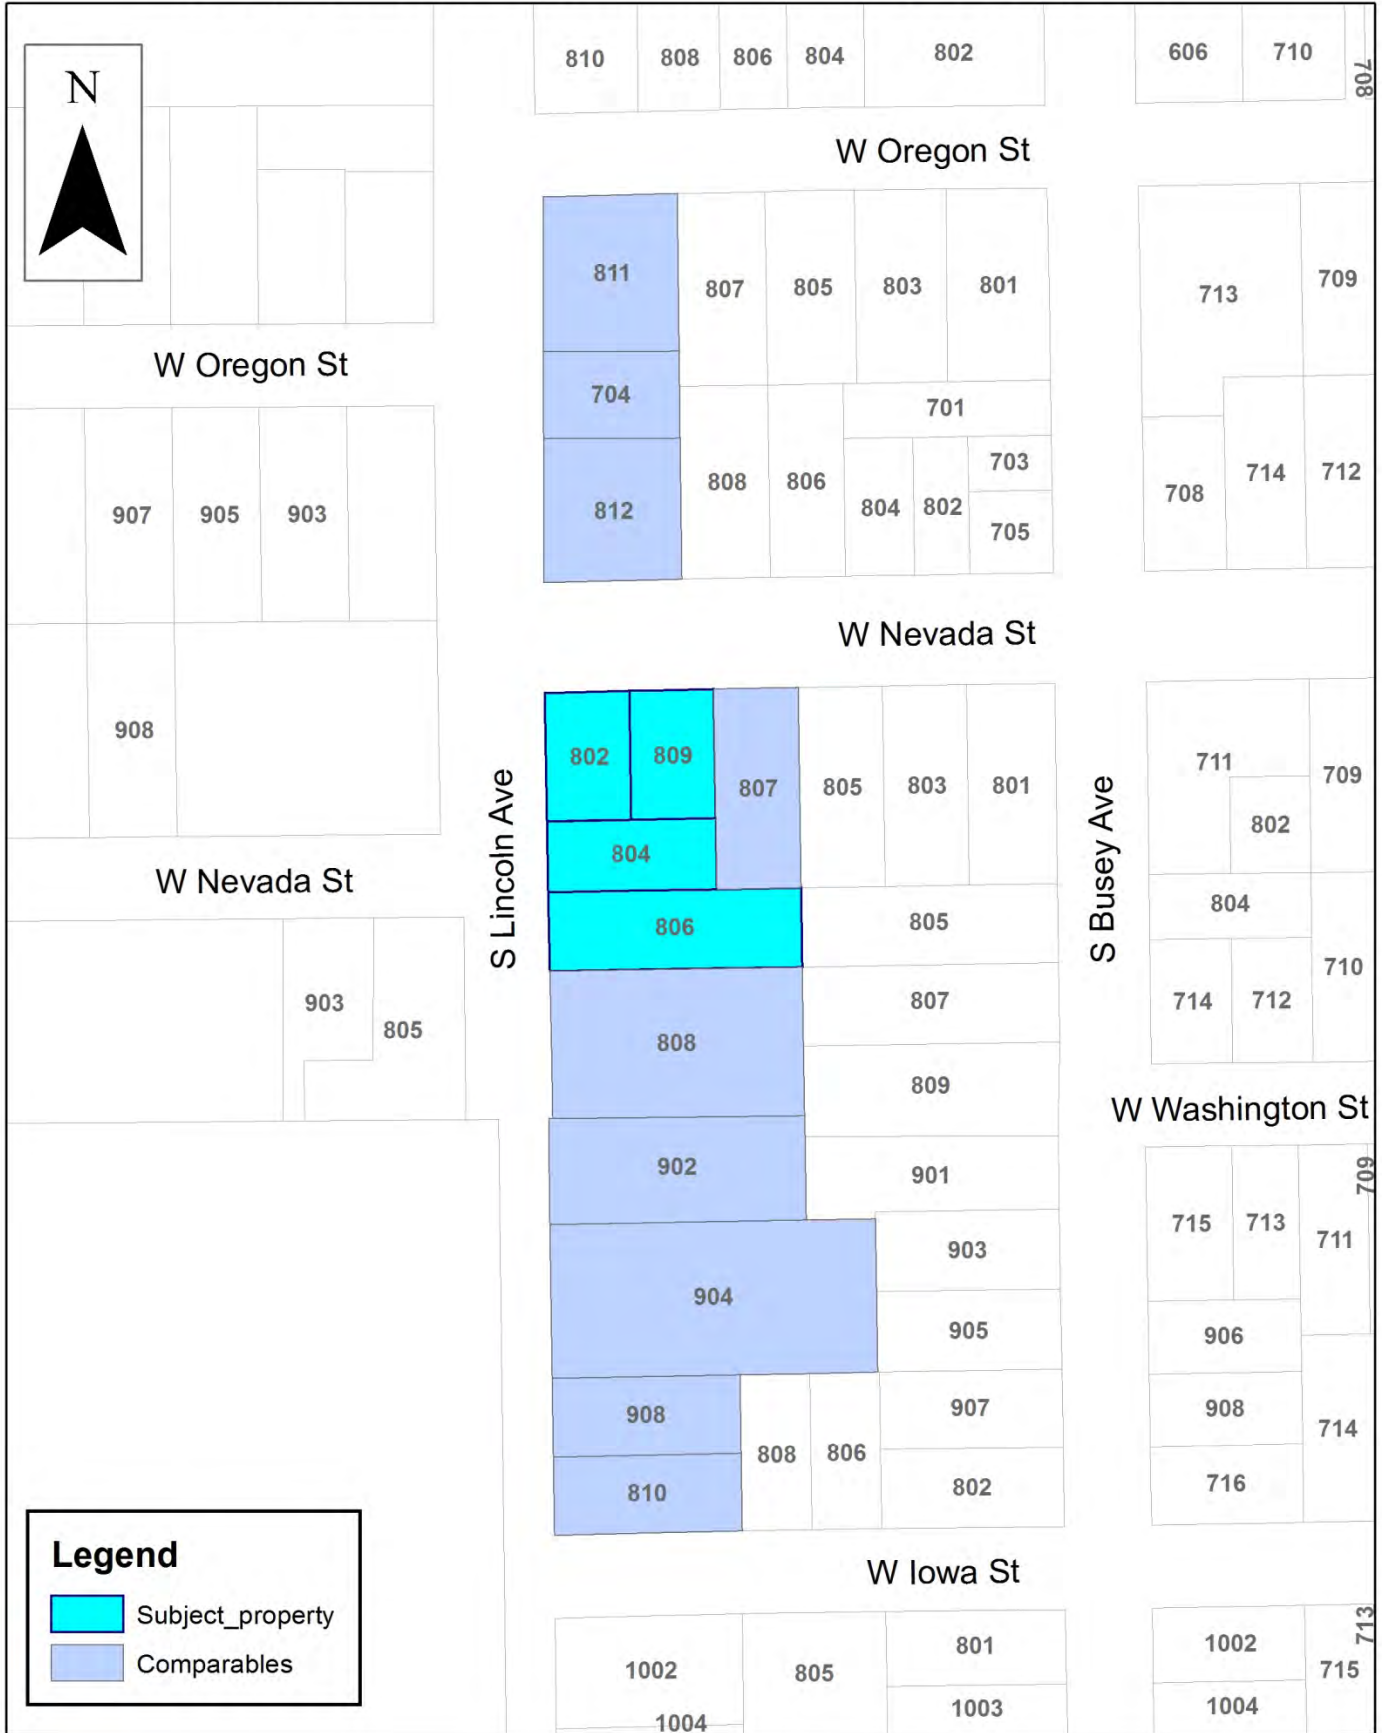 N
810 808 806 804 802 606 710 708
W Oregon St
811 807 805 803 801 713 709
W Oregon St
704 701
907 905 903 812 808 806 804 802 703 705 708 714 712
W Nevada St
908 802 809 807 805 803 801 711 709
802
S Lincoln Ave
S Busey Ave
804
W Nevada St
806 805 804
903 805 808 807 714 712 710
809
W Washington St
902 901 715 713 711 709
904 903
905 906
908 907 908 714
808 806
810 802 716
W Iowa St
Legend
Subject_property
Comparables
1002 805 801 1002 715 713
1004 1003 1004